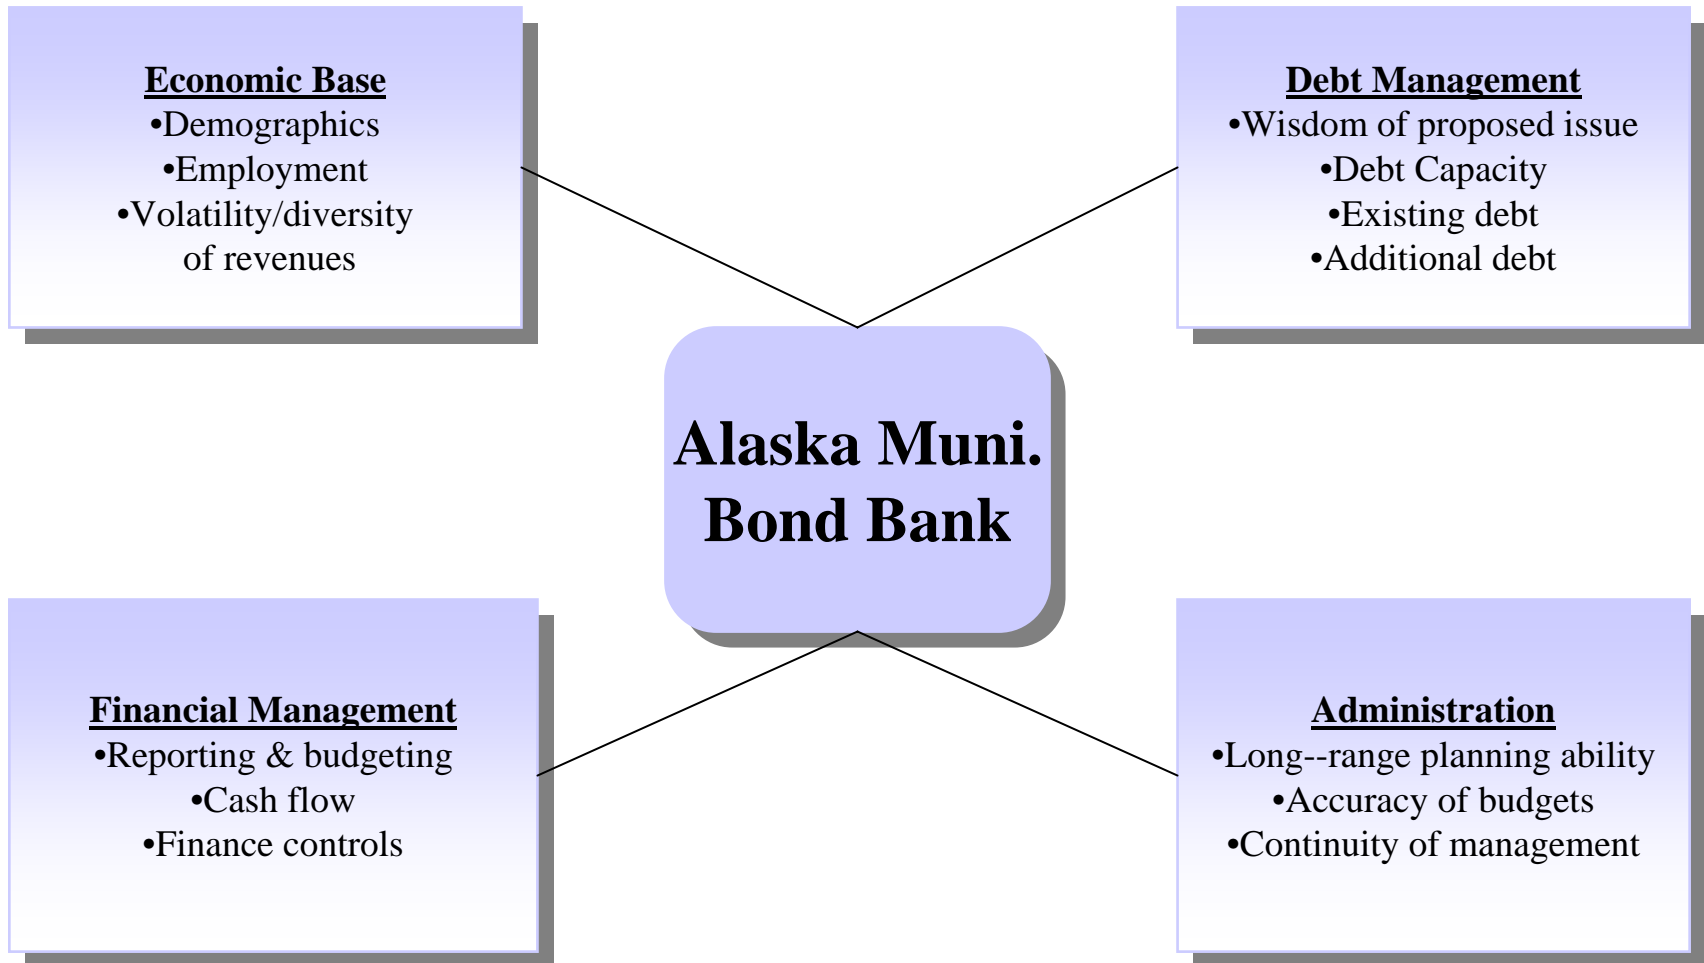 Economic Base
•Demographics
•Employment
•Volatility/diversity
of revenues
Debt Management
•Wisdom of proposed issue
•Debt Capacity
•Existing debt
•Additional debt
Alaska Muni.
Bond Bank
Financial Management
•Reporting & budgeting
•Cash flow
•Finance controls
Administration
•Long--range planning ability
•Accuracy of budgets
•Continuity of management